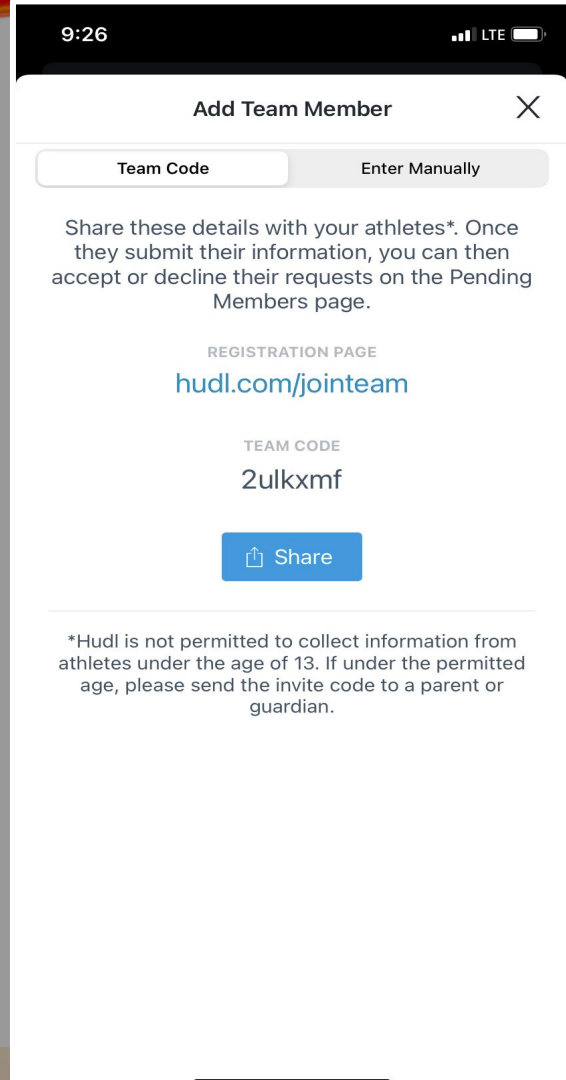 9:26
LTE
Add Team Member
Team Code
Enter Manually
Share these details with your athletes*. Once
they submit their information, you can then
accept or decline their requests on the Pending
Members page.
REGISTRATION PAGE
hudl.com/jointeam
TEAM CODE
2ulkxmf
Share
*Hudl is not permitted to collect information from
athletes under the age of 13. If under the permitted
age, please send the invite code to a parent or
guardian.